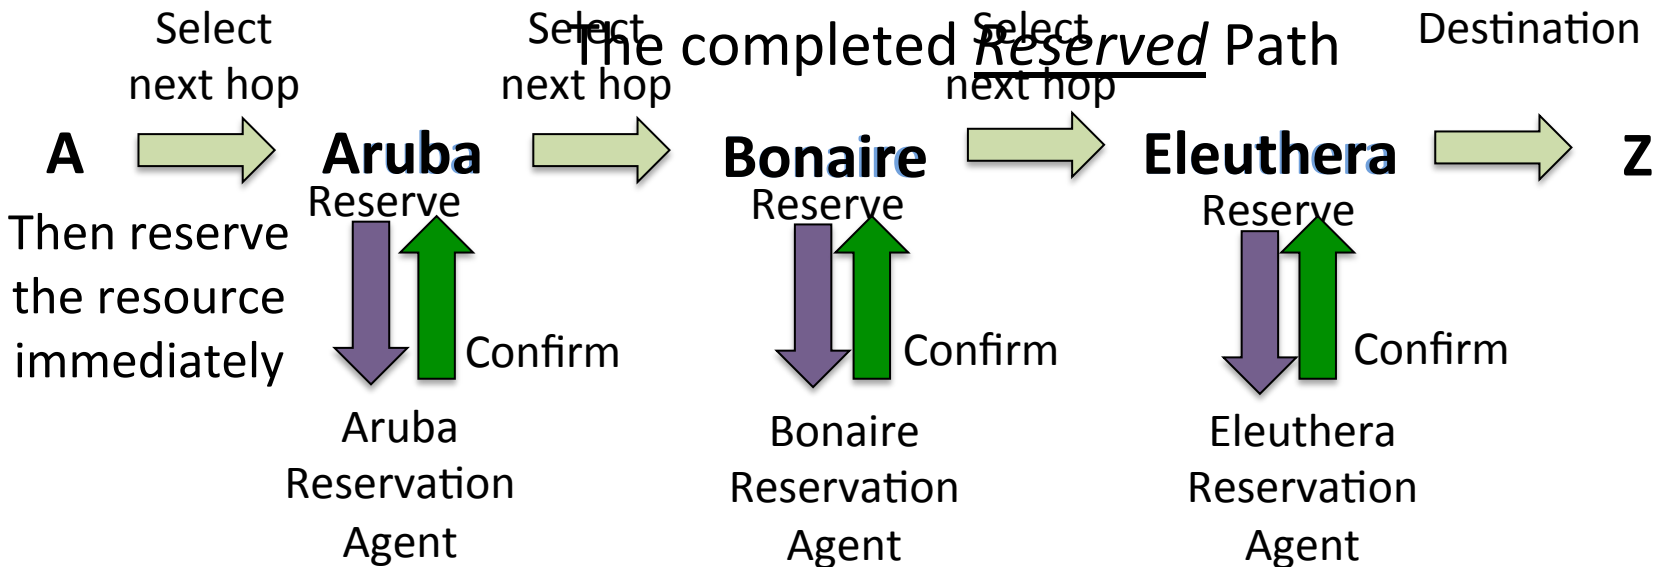 The completed Reserved Path
Select
next hop
Select
next hop
Select
next hop
Destination
A
Aruba
Bonaire
Eleuthera
Z
Then reserve
the resource
immediately
Reserve
Confirm
Aruba
Reservation
Agent
Reserve
Confirm
Bonaire
Reservation
Agent
Reserve
Confirm
Eleuthera
Reservation
Agent